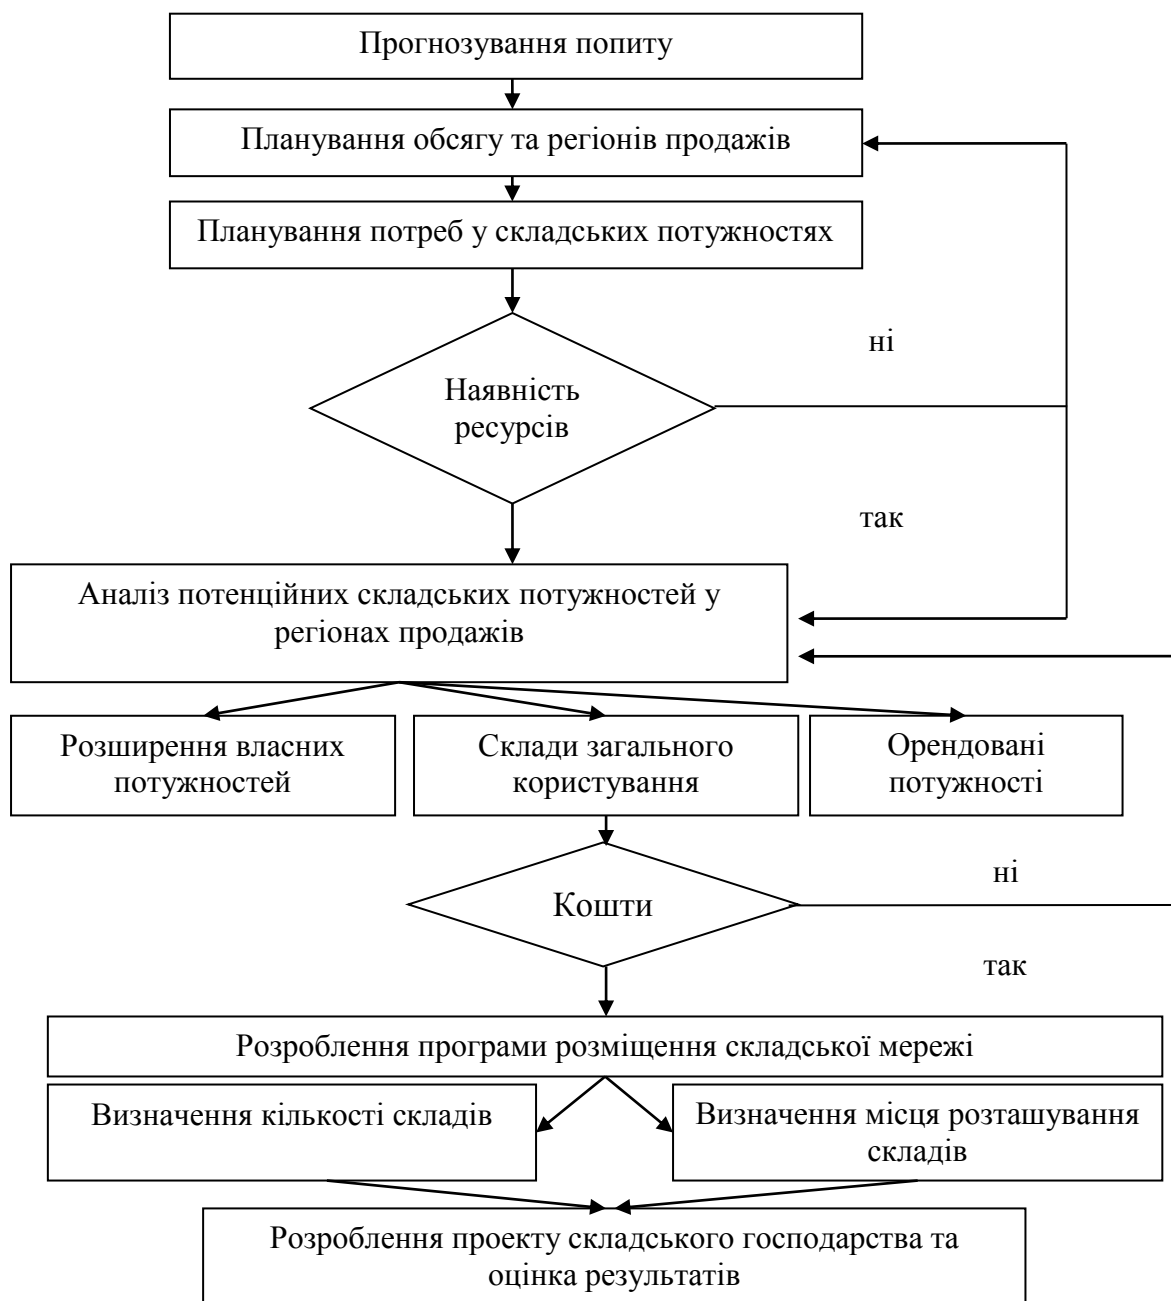 Прогнозування попиту
Планування обсягу та регіонів продажів
Планування потреб у складських потужностях
ні
Наявність
ресурсів
так
Аналіз потенційних складських потужностей у
регіонах продажів
Розширення власних
потужностей
Склади загального
користування
Орендовані
потужності
ні
Кошти
так
Розроблення програми розміщення складської мережі
Визначення кількості складів
Визначення місця розташування
складів
Розроблення проекту складського господарства та
оцінка результатів